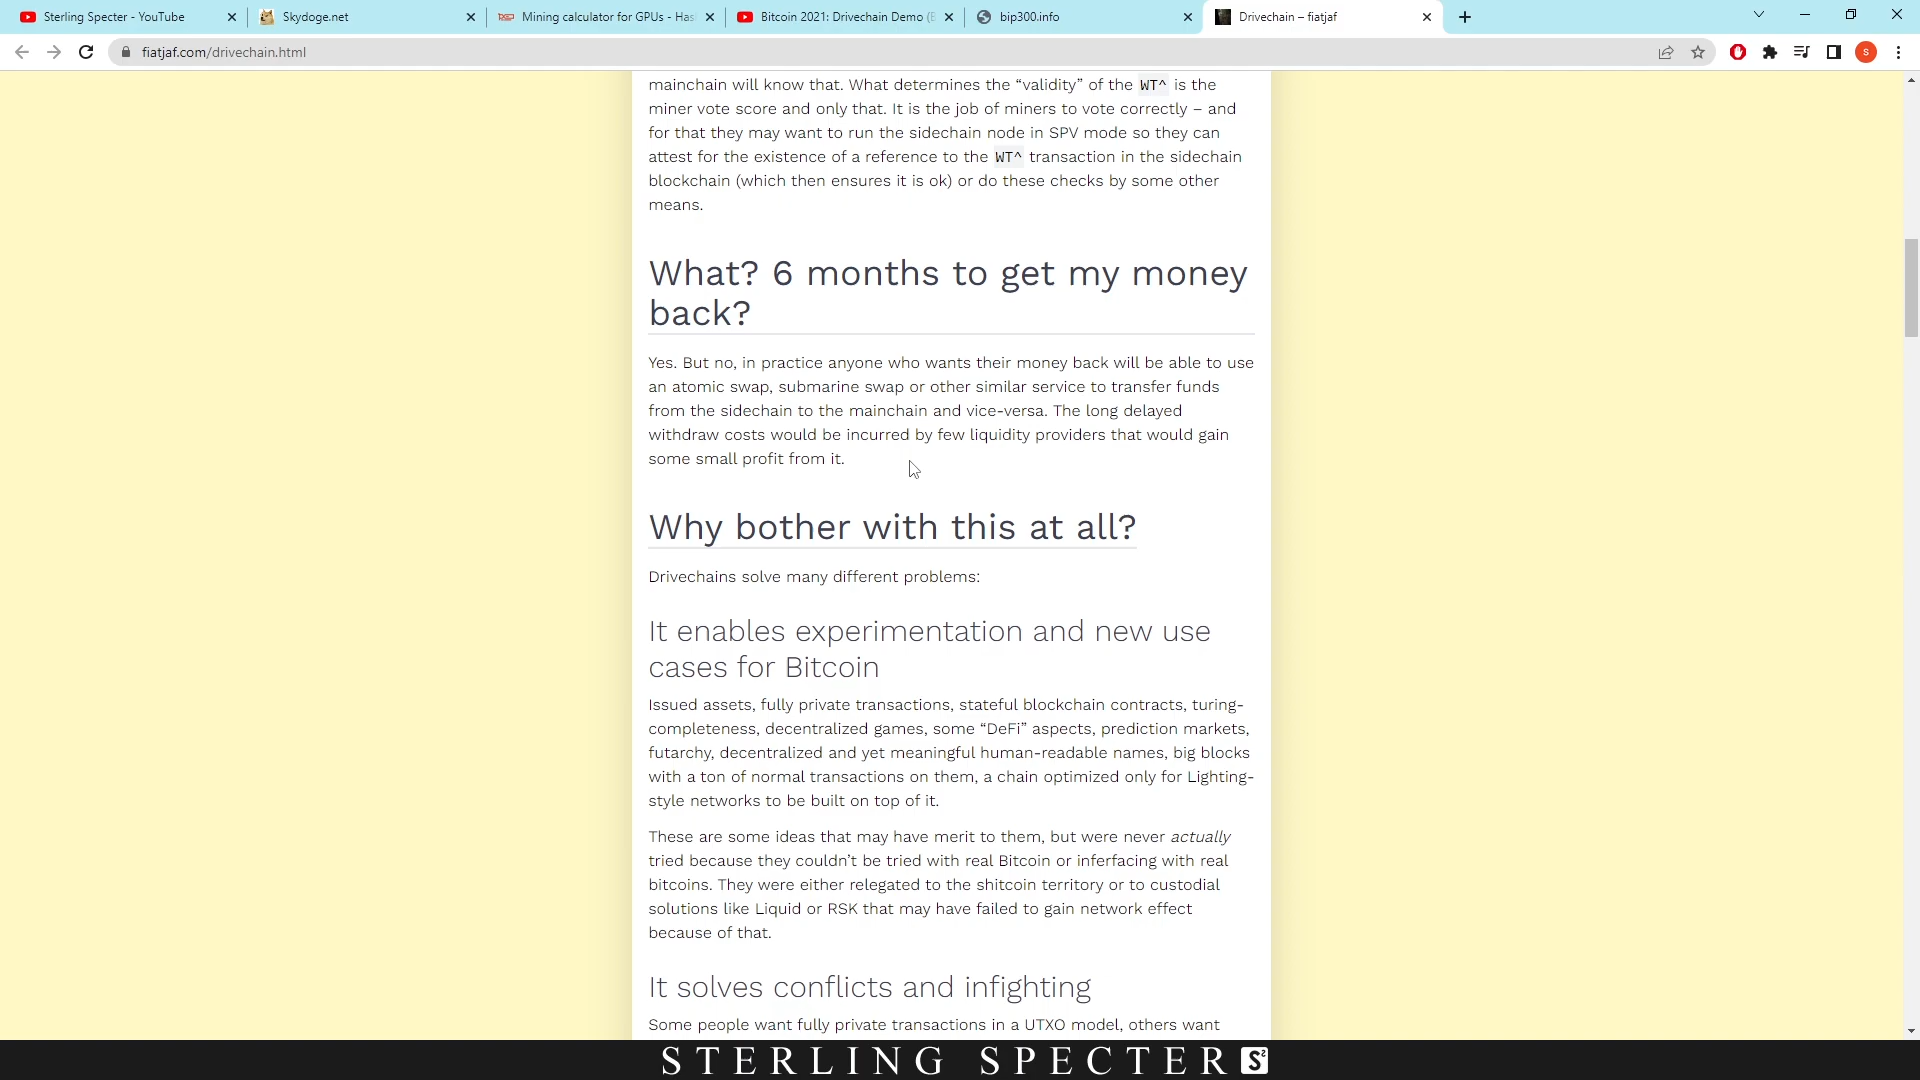 Sterling Specter - YouTube
Skydoge.net
Mining calculator for GPUs - Has
Bitcoin 2021: Drivechain Demo (B
bip300.info
Drivechain – fiatjaf
fiatjaf.com/drivechain.html
S
mainchain will know that. What determines the “validity” of the WT^ is the
miner vote score and only that. It is the job of miners to vote correctly – and
for that they may want to run the sidechain node in SPV mode so they can
attest for the existence of a reference to the WT^ transaction in the sidechain
blockchain (which then ensures it is ok) or do these checks by some other
means.
What? 6 months to get my money
back?
Yes. But no, in practice anyone who wants their money back will be able to use
an atomic swap, submarine swap or other similar service to transfer funds
from the sidechain to the mainchain and vice-versa. The long delayed
withdraw costs would be incurred by few liquidity providers that would gain
some small profit from it.
Why bother with this at all?
Drivechains solve many different problems:
It enables experimentation and new use
cases for Bitcoin
Issued assets, fully private transactions, stateful blockchain contracts, turing-
completeness, decentralized games, some “DeFi” aspects, prediction markets,
futarchy, decentralized and yet meaningful human-readable names, big blocks
with a ton of normal transactions on them, a chain optimized only for Lighting-
style networks to be built on top of it.
These are some ideas that may have merit to them, but were never actually
tried because they couldn’t be tried with real Bitcoin or inferfacing with real
bitcoins. They were either relegated to the shitcoin territory or to custodial
solutions like Liquid or RSK that may have failed to gain network effect
because of that.
It solves conflicts and infighting
Some people want fully private transactions in a UTXO model, others want
STERLING SPECTER S²